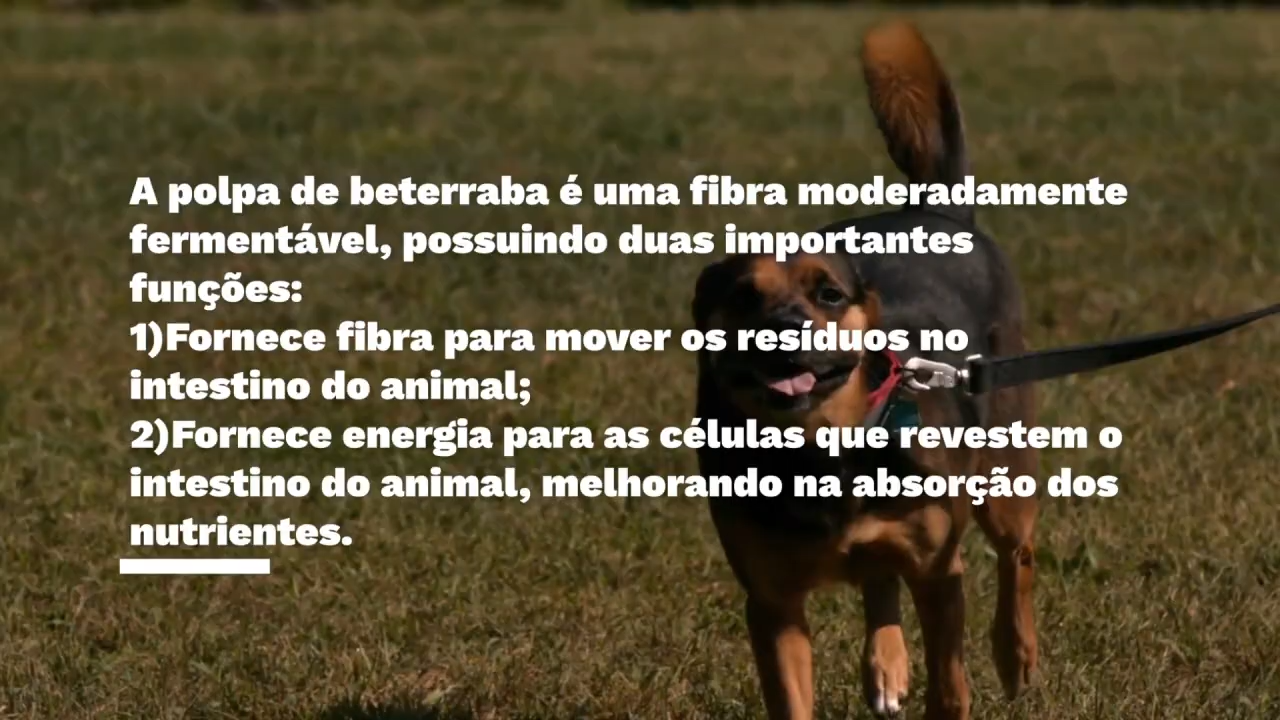 A polpa de beterraba é uma fibra moderadamente
fermentável, possuindo duas importantes
funções:
1)Fornece fibra para mover os resíduos no
intestino do animal;
2)Fornece energia para as células que revestem o
intestino do animal, melhorando na absorção dos
nutrientes.